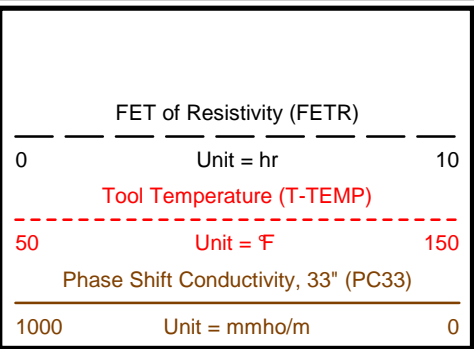 FET of Resistivity (FETR)
0 Unit = hr 10
Tool Temperature (T-TEMP)
50 Unit = °F 150
Phase Shift Conductivity, 33" (PC33)
1000 Unit = mmho/m 0